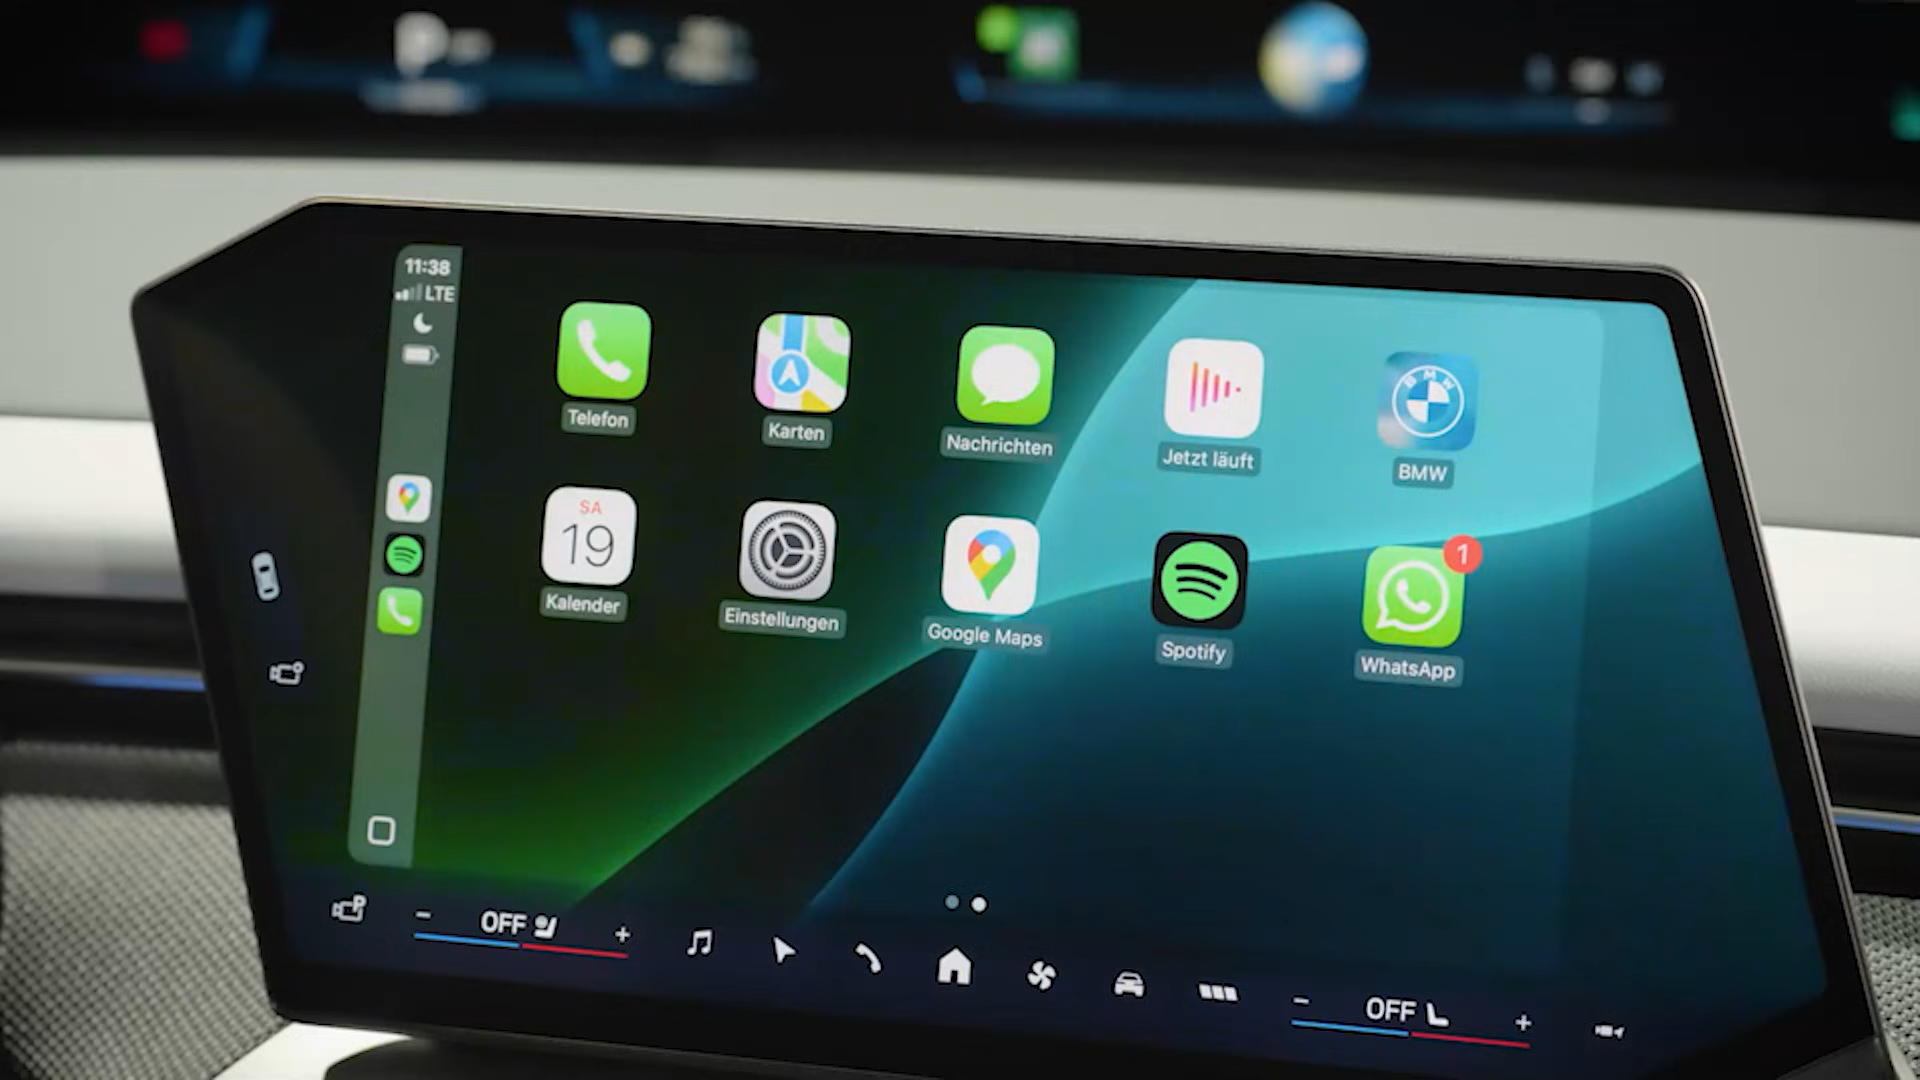 11:38
LTE
Telefon
Karten
Nachrichten
Jetzt läuft
BMW
BMW
SA
19
Kalender
Einstellungen
Google Maps
Spotify
1
WhatsApp
- OFF +
- OFF +